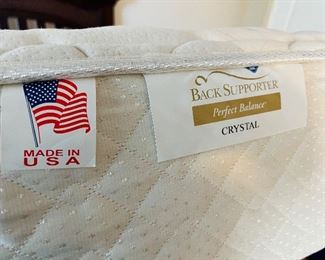 MADE IN
USA
BACK SUPPORTER
Perfect Balance®
CRYSTAL